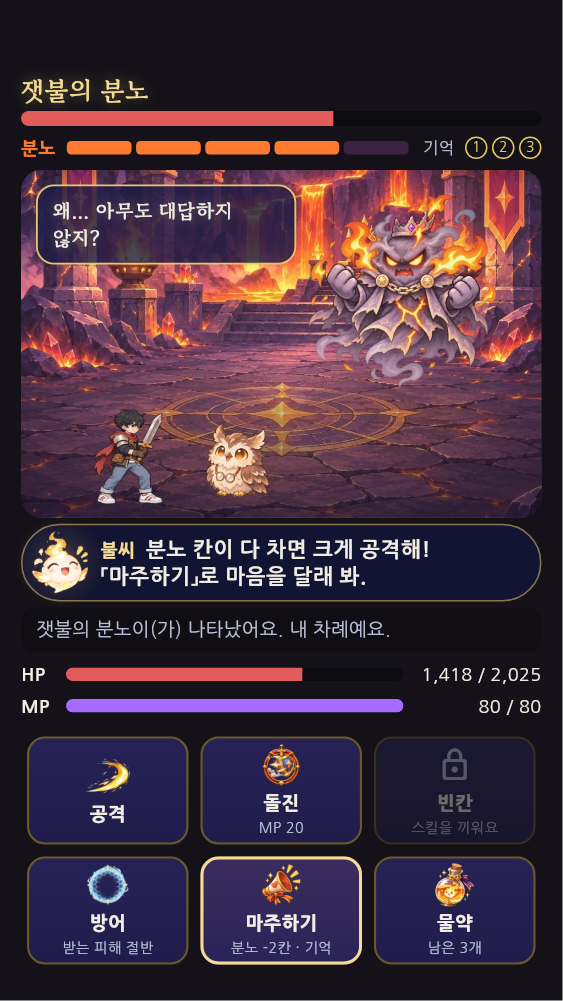 잿불의 분노
분노
기억 1 2 3
왜... 아무도 대답하지
않지?
불씨 분노 칸이 다 차면 크게 공격해!
「마주하기」로 마음을 달래 봐.
잿불의 분노이(가) 나타났어요. 내 차례예요.
HP 1,418 / 2,025
MP 80 / 80
공격
돌진
MP 20
빈칸
스킬을 끼워요
방어
받는 피해 절반
마주하기
분노 -2칸 · 기억
물약
남은 3개